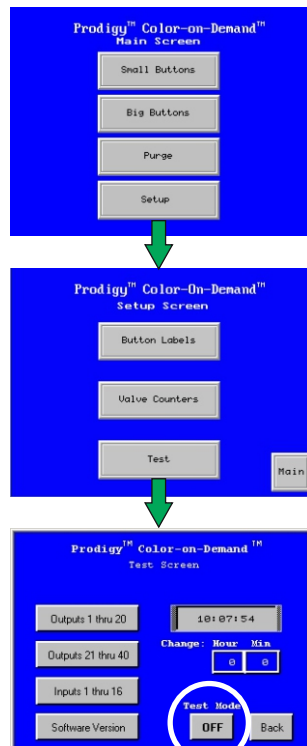 Prodigy™ Color-on-Demand™
Main Screen
Small Buttons
Big Buttons
Purge
Setup
Prodigy™ Color-On-Demand™
Setup Screen
Button Labels
Valve Counters
Test
Main
Prodigy™ Color-on-Demand™
Test Screen
Outputs 1 thru 20
10:07:54
Change: Hour Min
Outputs 21 thru 40
0 0
Inputs 1 thru 16
Test Mode
Software Version
OFF
Back